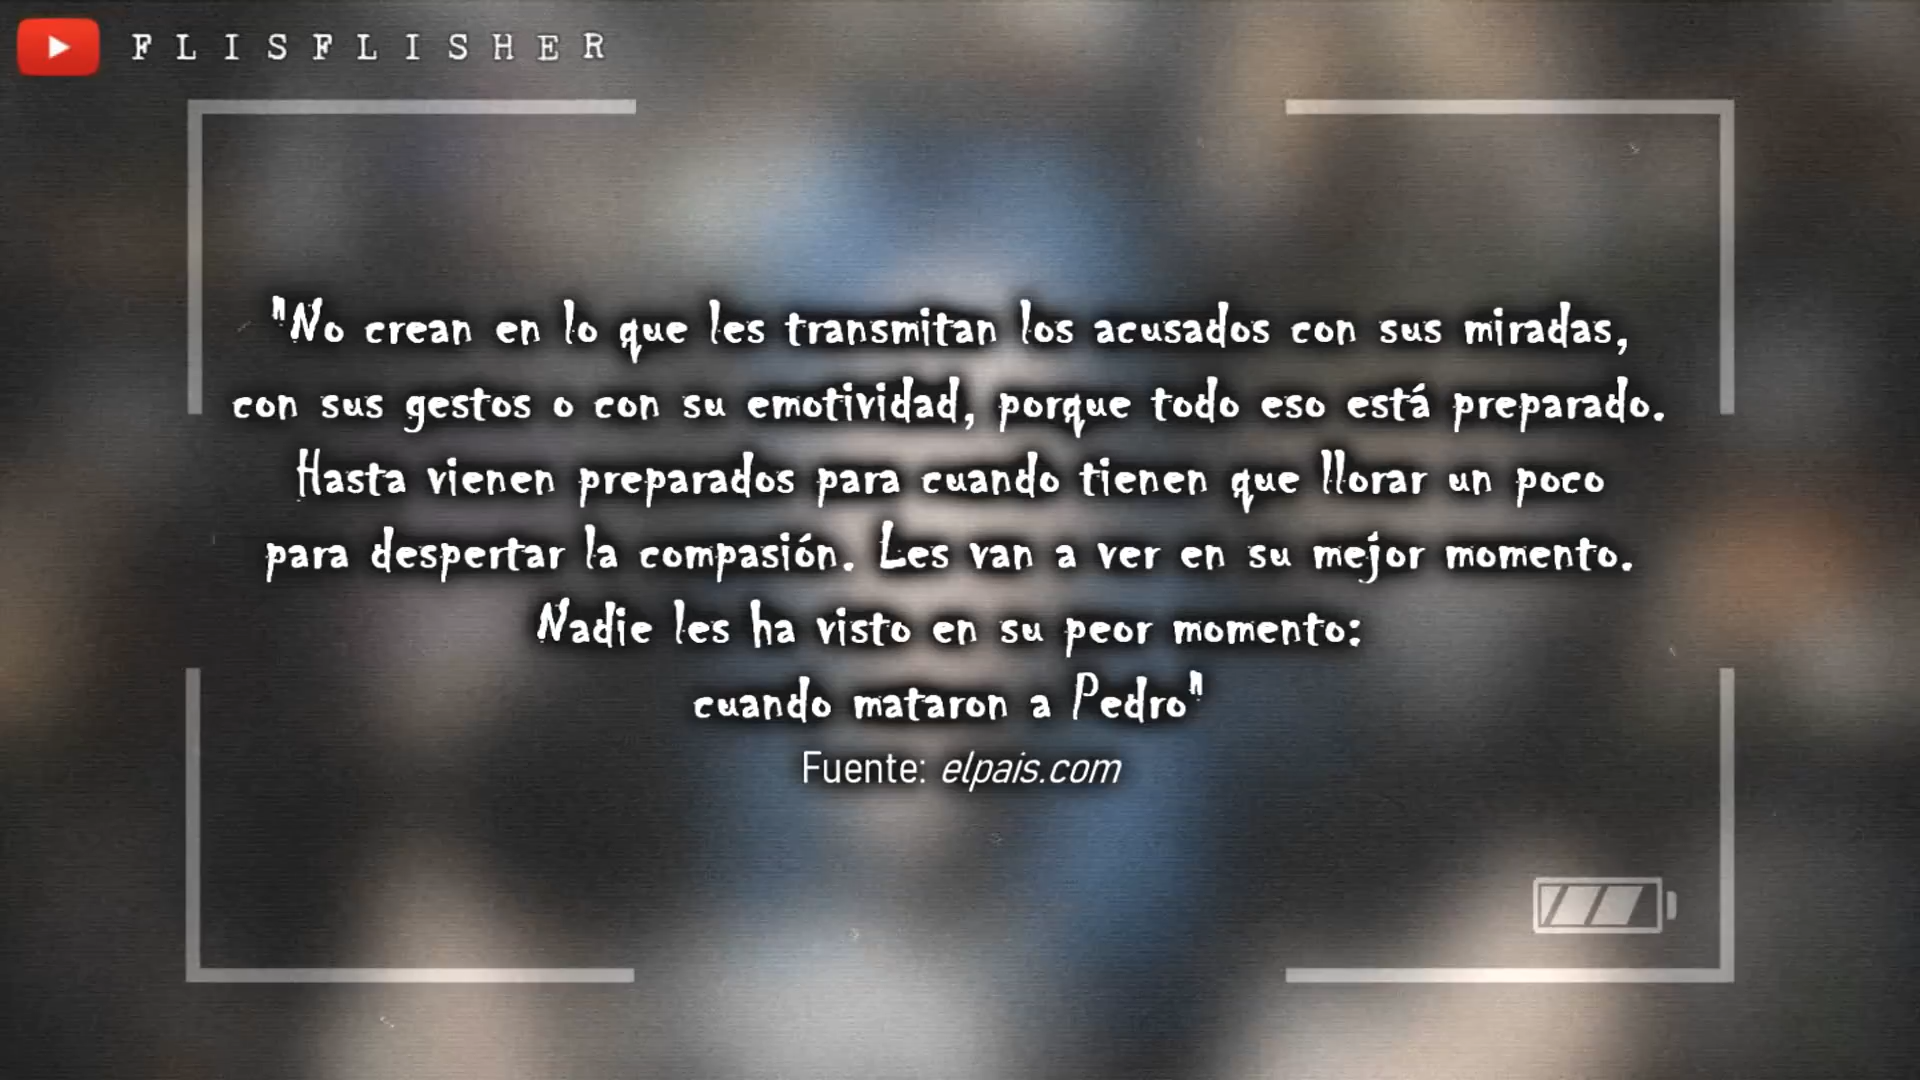 FLISFLISHER
"No crean en lo que les transmitan los acusados con sus miradas,
con sus gestos o con su emotividad, porque todo eso está preparado.
Hasta vienen preparados para cuando tienen que llorar un poco
para despertar la compasión. Les van a ver en su mejor momento.
Nadie les ha visto en su peor momento:
cuando mataron a Pedro"
Fuente: elpais.com